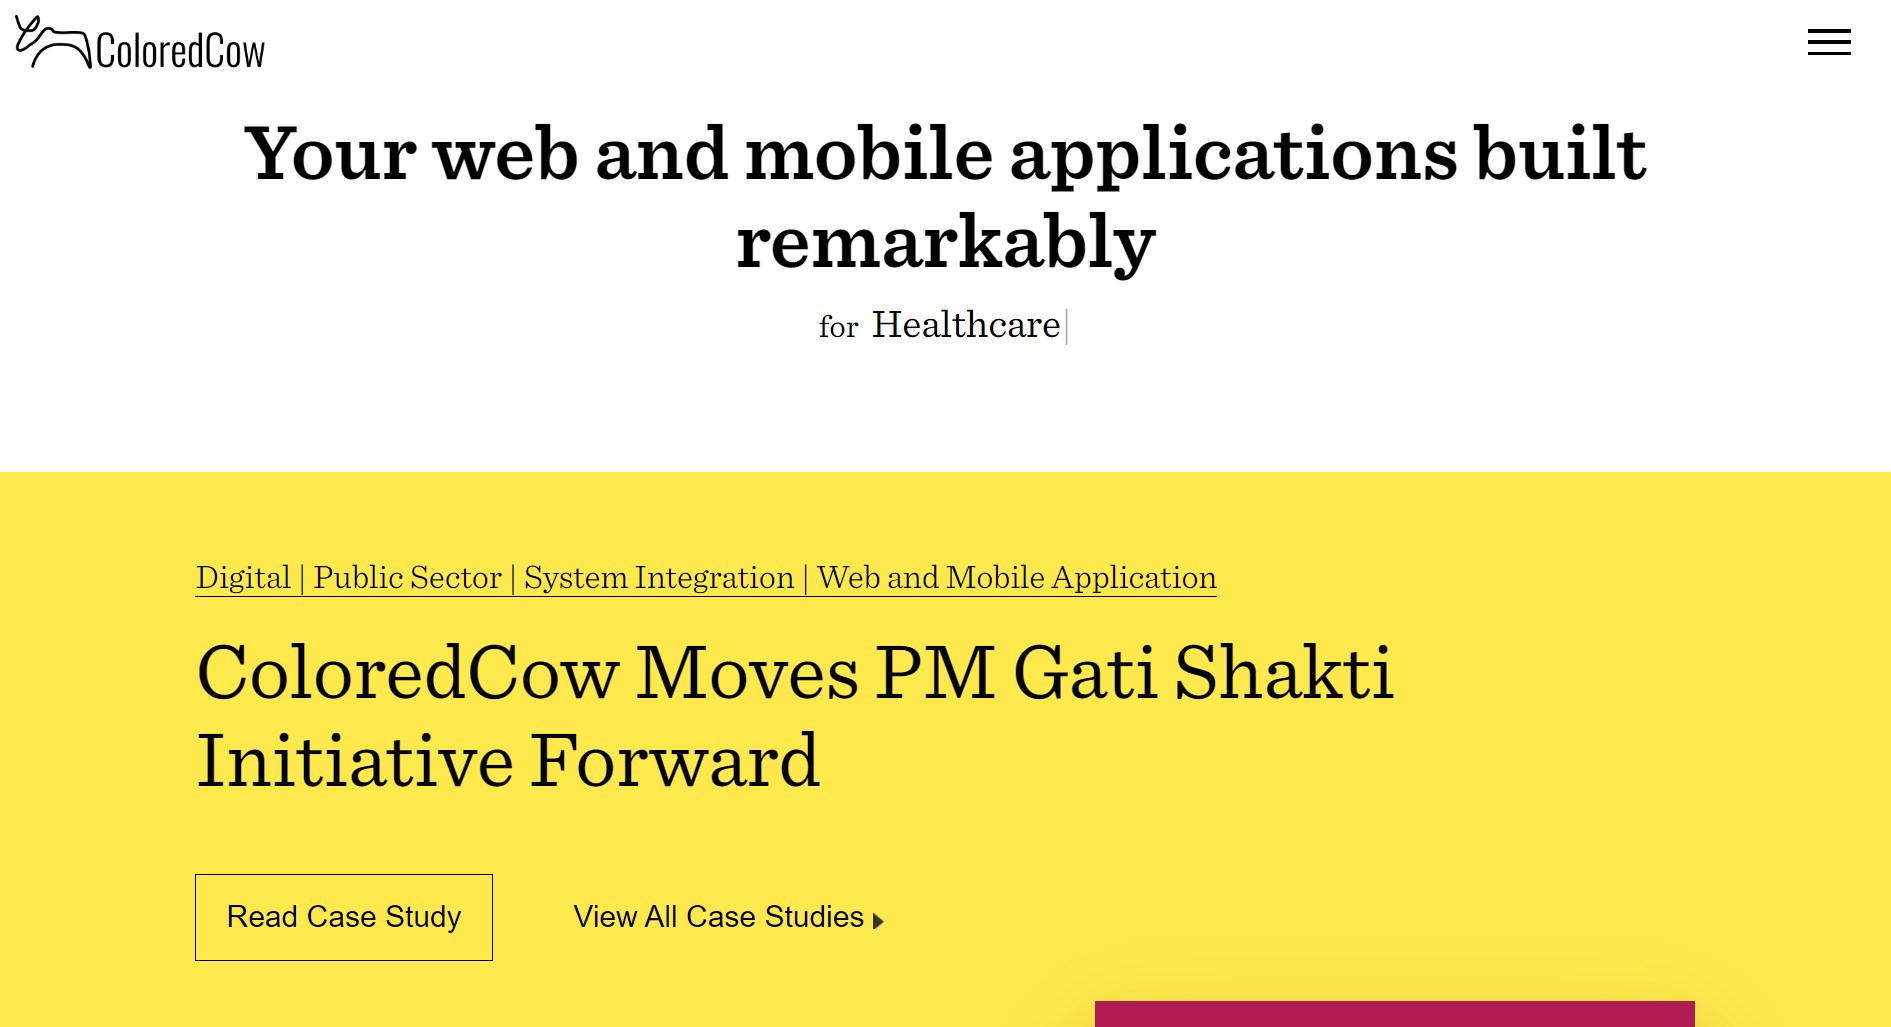 ColoredCow
Your web and mobile applications built
remarkably
for Healthcare
Digital | Public Sector | System Integration | Web and Mobile Application
ColoredCow Moves PM Gati Shakti
Initiative Forward
Read Case Study
View All Case Studies